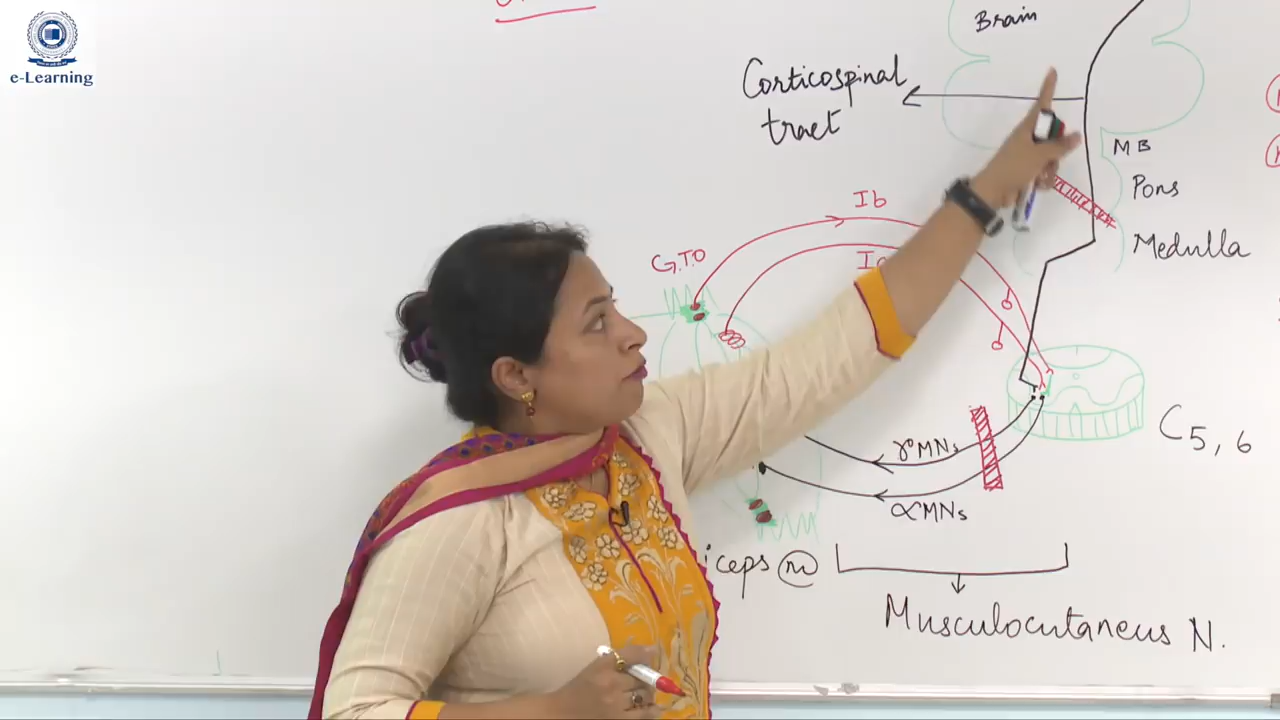 e-Learning
Brain
Corticospinal
tract
MB
Pons
Medulla
Ib
G.T.O
γMNs
αMNs
C5,6
iceps m
Musculocutaneus N.